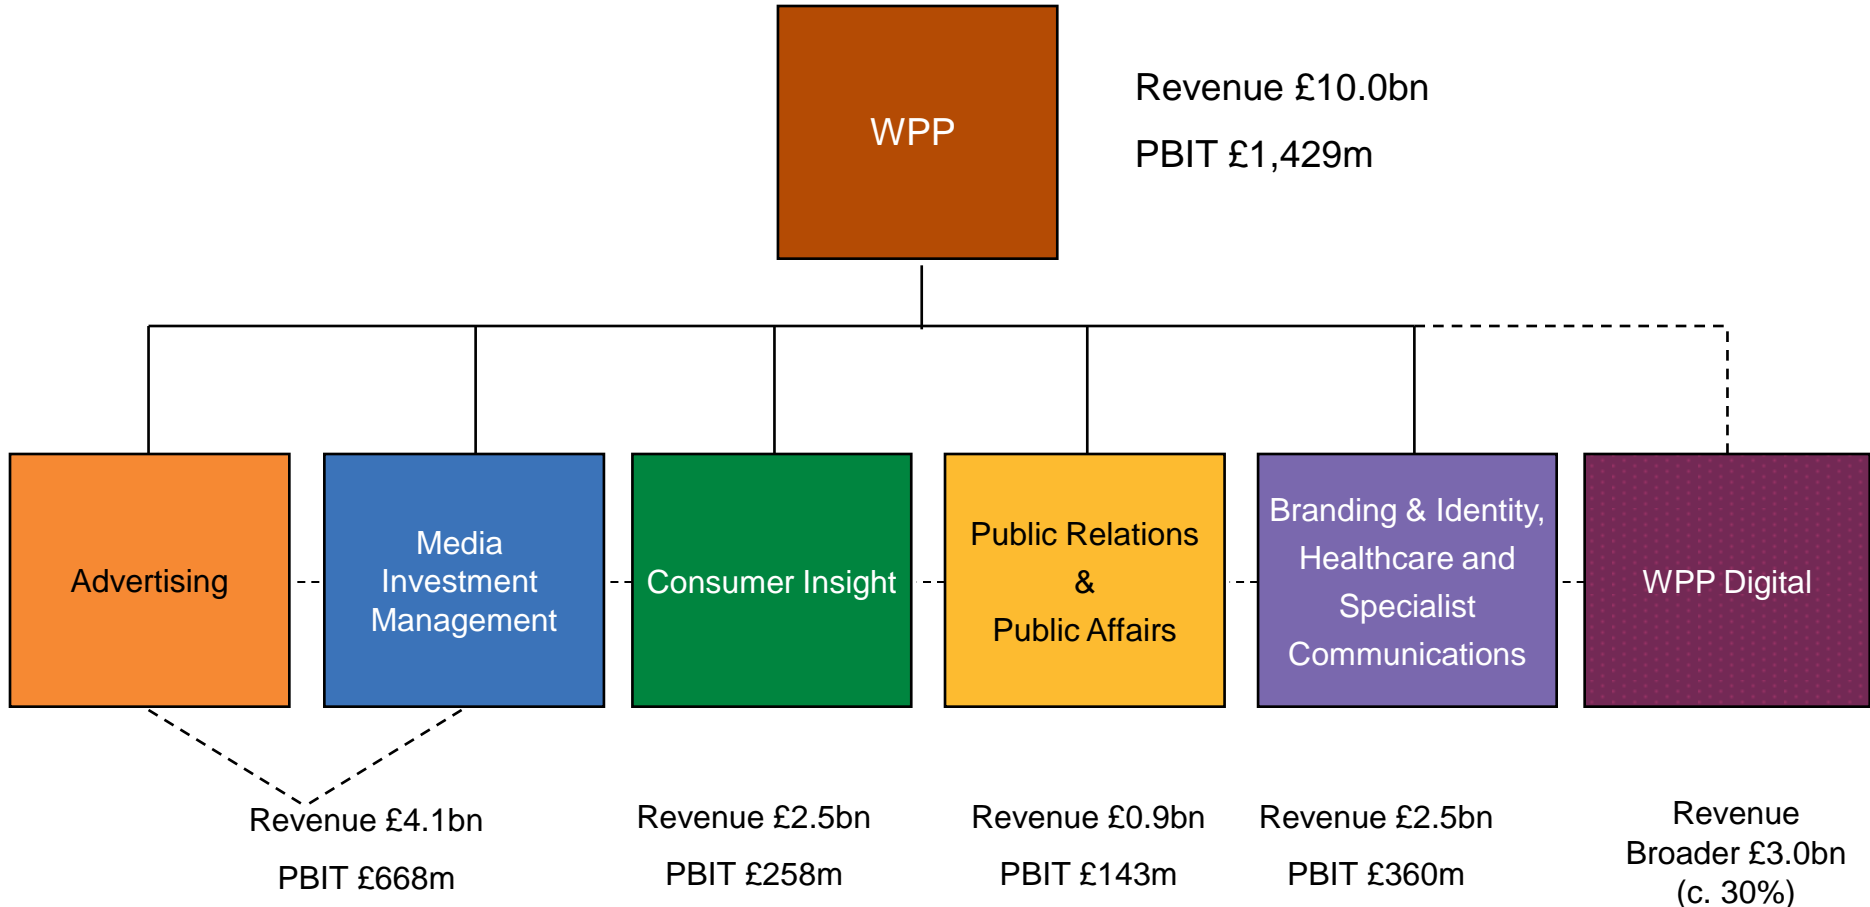 WPP
Revenue £10.0bn
PBIT £1,429m
Advertising
Media
Investment
Management
Consumer Insight
Public Relations
&
Public Affairs
Branding & Identity,
Healthcare and
Specialist
Communications
WPP Digital
Revenue £4.1bn
PBIT £668m
Revenue £2.5bn
PBIT £258m
Revenue £0.9bn
PBIT £143m
Revenue £2.5bn
PBIT £360m
Revenue
Broader £3.0bn
(c. 30%)